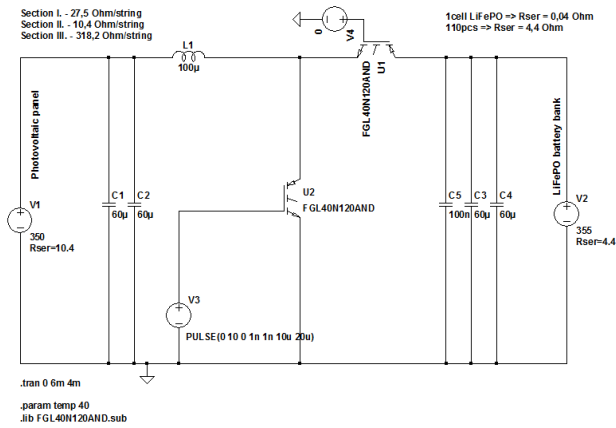 Section I. - 27,5 Ohm/string
Section II. - 10,4 Ohm/string
Section III. - 318,2 Ohm/string
1cell LiFePO => Rser = 0,04 Ohm
110pcs => Rser = 4,4 Ohm
V4
0
U1
FGL40N120AND
L1
100µ
Photovoltaic panel
V1
350
Rser=10.4
C1
60µ
C2
60µ
U2
FGL40N120AND
V3
PULSE(0 10 0 1n 1n 10u 20u)
C5
100n
C3
60µ
C4
60µ
LiFePO battery bank
V2
355
Rser=4.4
.tran 0 6m 4m
.param temp 40
.lib FGL40N120AND.sub